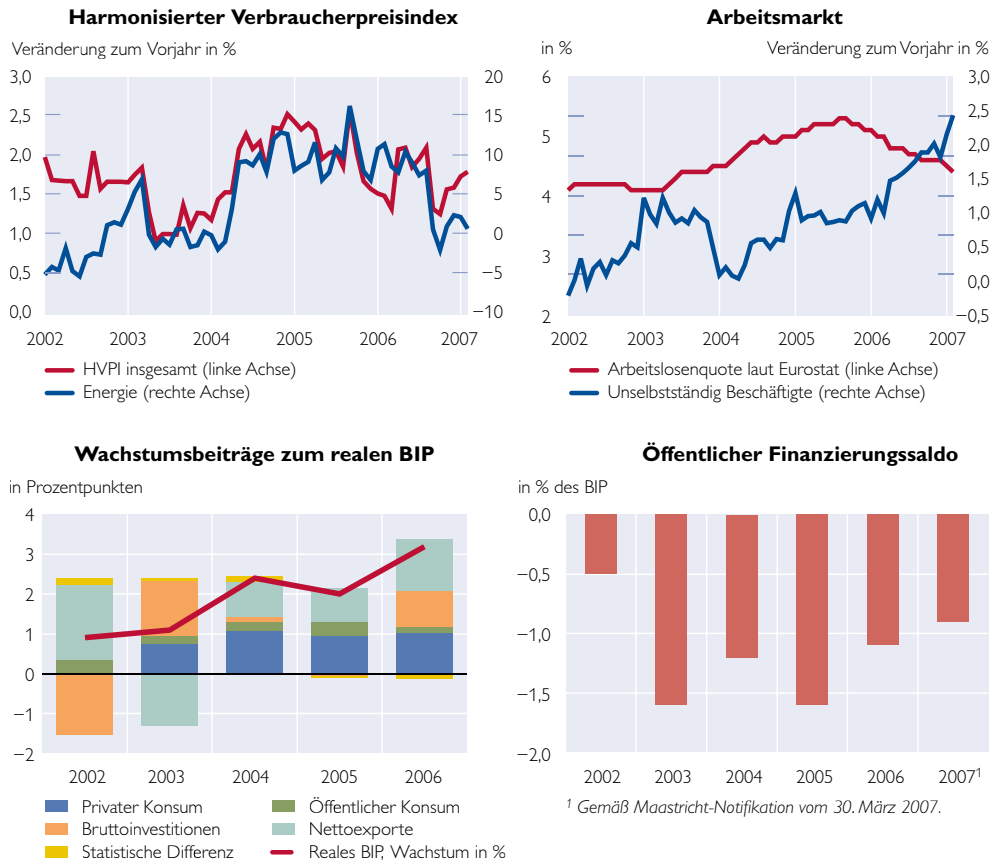 Harmonisierter Verbraucherpreisindex
Veränderung zum Vorjahr in %
3,0
2,5
2,0
1,5
1,0
0,5
0,0
20
15
10
5
0
−5
−10
2002 2003 2004 2005 2006 2007
HVPI insgesamt (linke Achse)
Energie (rechte Achse)
Arbeitsmarkt
in % Veränderung zum Vorjahr in %
6
5
4
3
2
3,0
2,5
2,0
1,5
1,0
0,5
0,0
−0,5
2002 2003 2004 2005 2006 2007
Arbeitslosenquote laut Eurostat (linke Achse)
Unselbstständig Beschäftigte (rechte Achse)
Wachstumsbeiträge zum realen BIP
in Prozentpunkten
4
3
2
1
0
−1
−2
2002 2003 2004 2005 2006
Privater Konsum Öffentlicher Konsum
Bruttoinvestitionen Nettoexporte
Statistische Differenz Reales BIP, Wachstum in %
Öffentlicher Finanzierungssaldo
in % des BIP
0,0
−0,5
−1,0
−1,5
−2,0
2002 2003 2004 2005 2006 2007¹
¹ Gemäß Maastricht-Notifikation vom 30. März 2007.